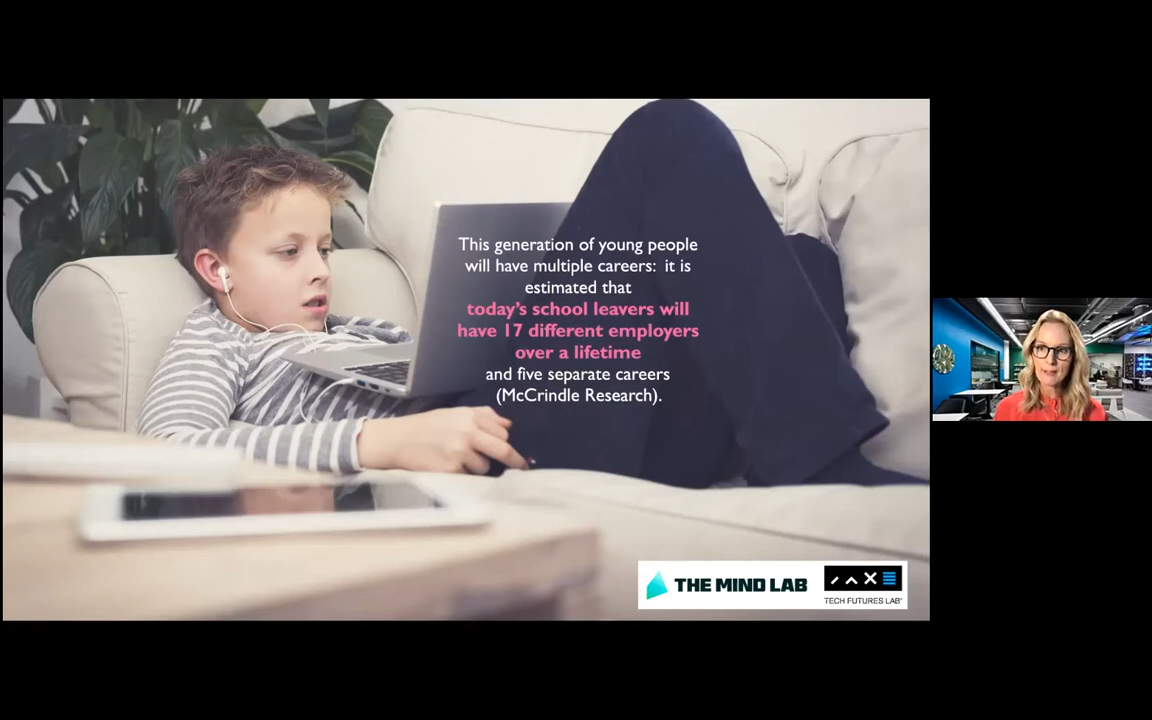 This generation of young people
will have multiple careers: it is
estimated that
today's school leavers will
have 17 different employers
over a lifetime
and five separate careers
(McCrindle Research).
THE MIND LAB
TECH FUTURES LAB